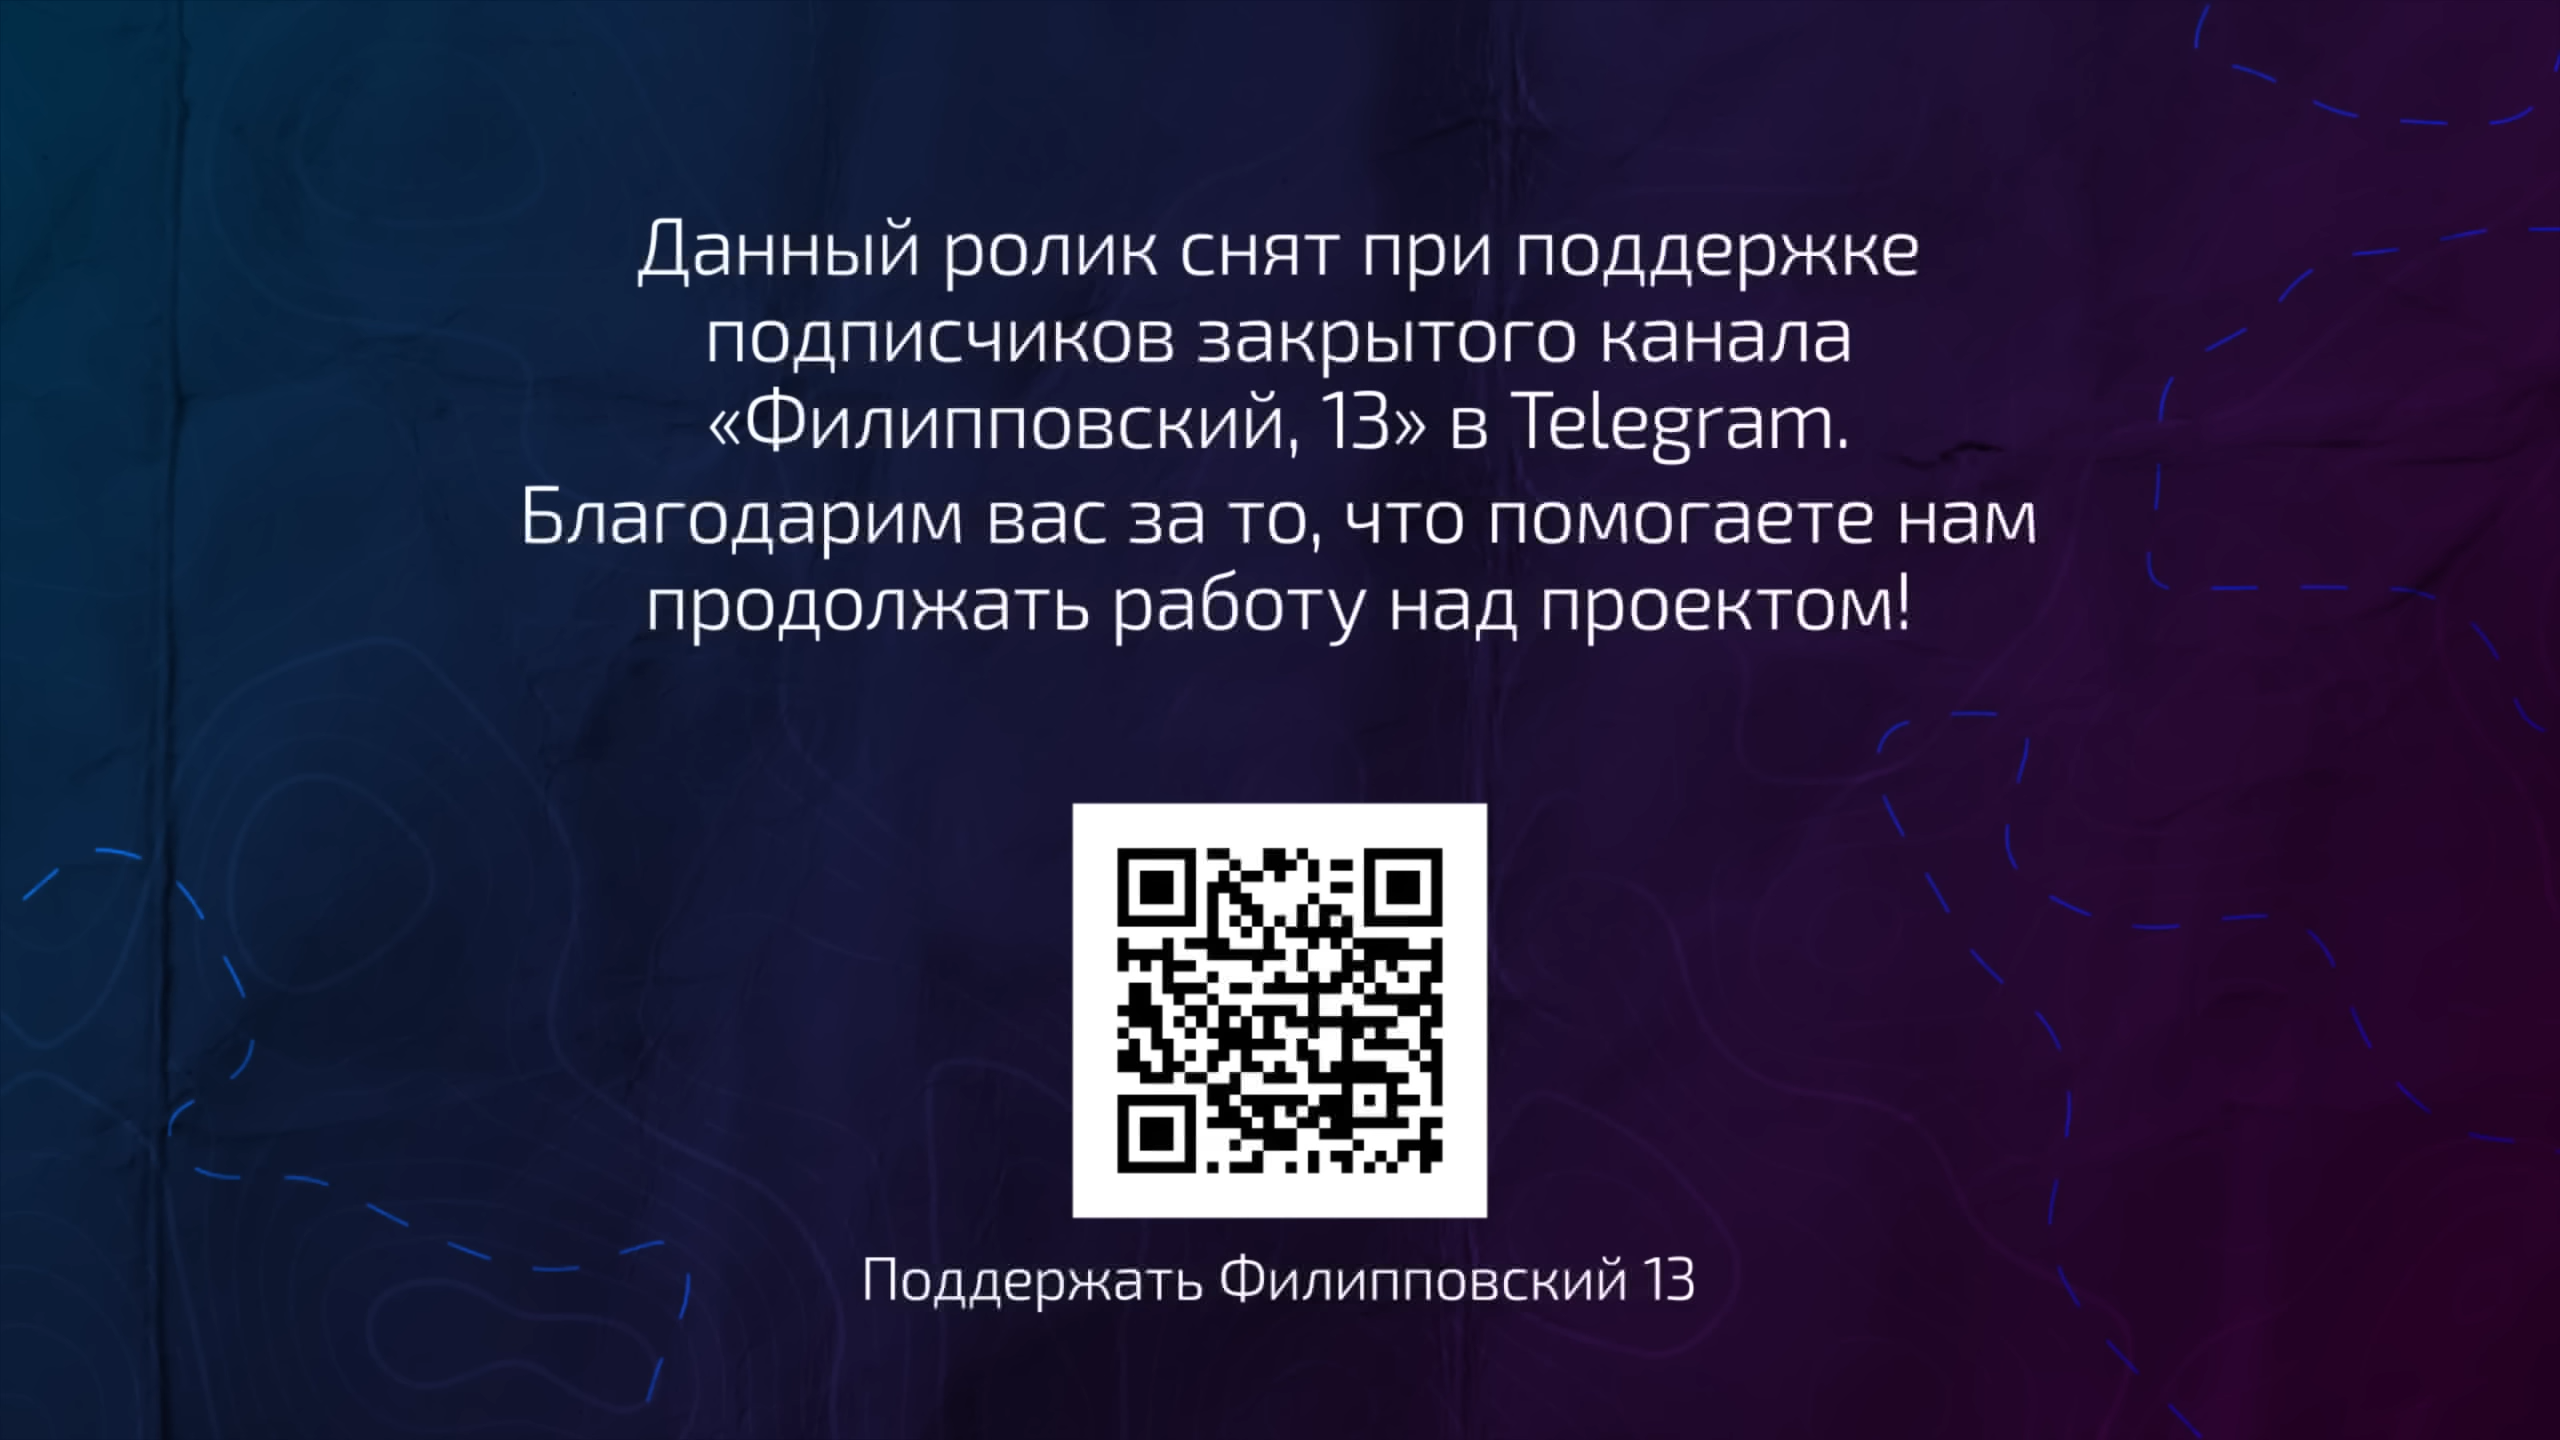 Данный ролик снят при поддержке
подписчиков закрытого канала
«Филипповский, 13» в Telegram.
Благодарим вас за то, что помогаете нам
продолжать работу над проектом!
Поддержать Филипповский 13